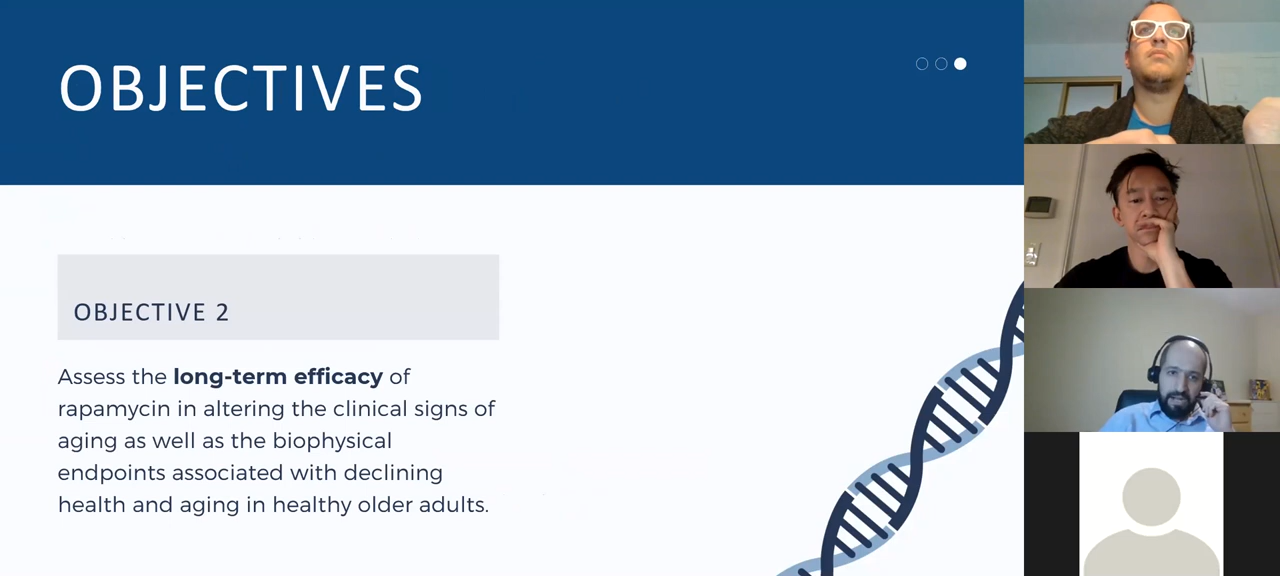 OBJECTIVES
OBJECTIVE 2
Assess the long-term efficacy of
rapamycin in altering the clinical signs of
aging as well as the biophysical
endpoints associated with declining
health and aging in healthy older adults.